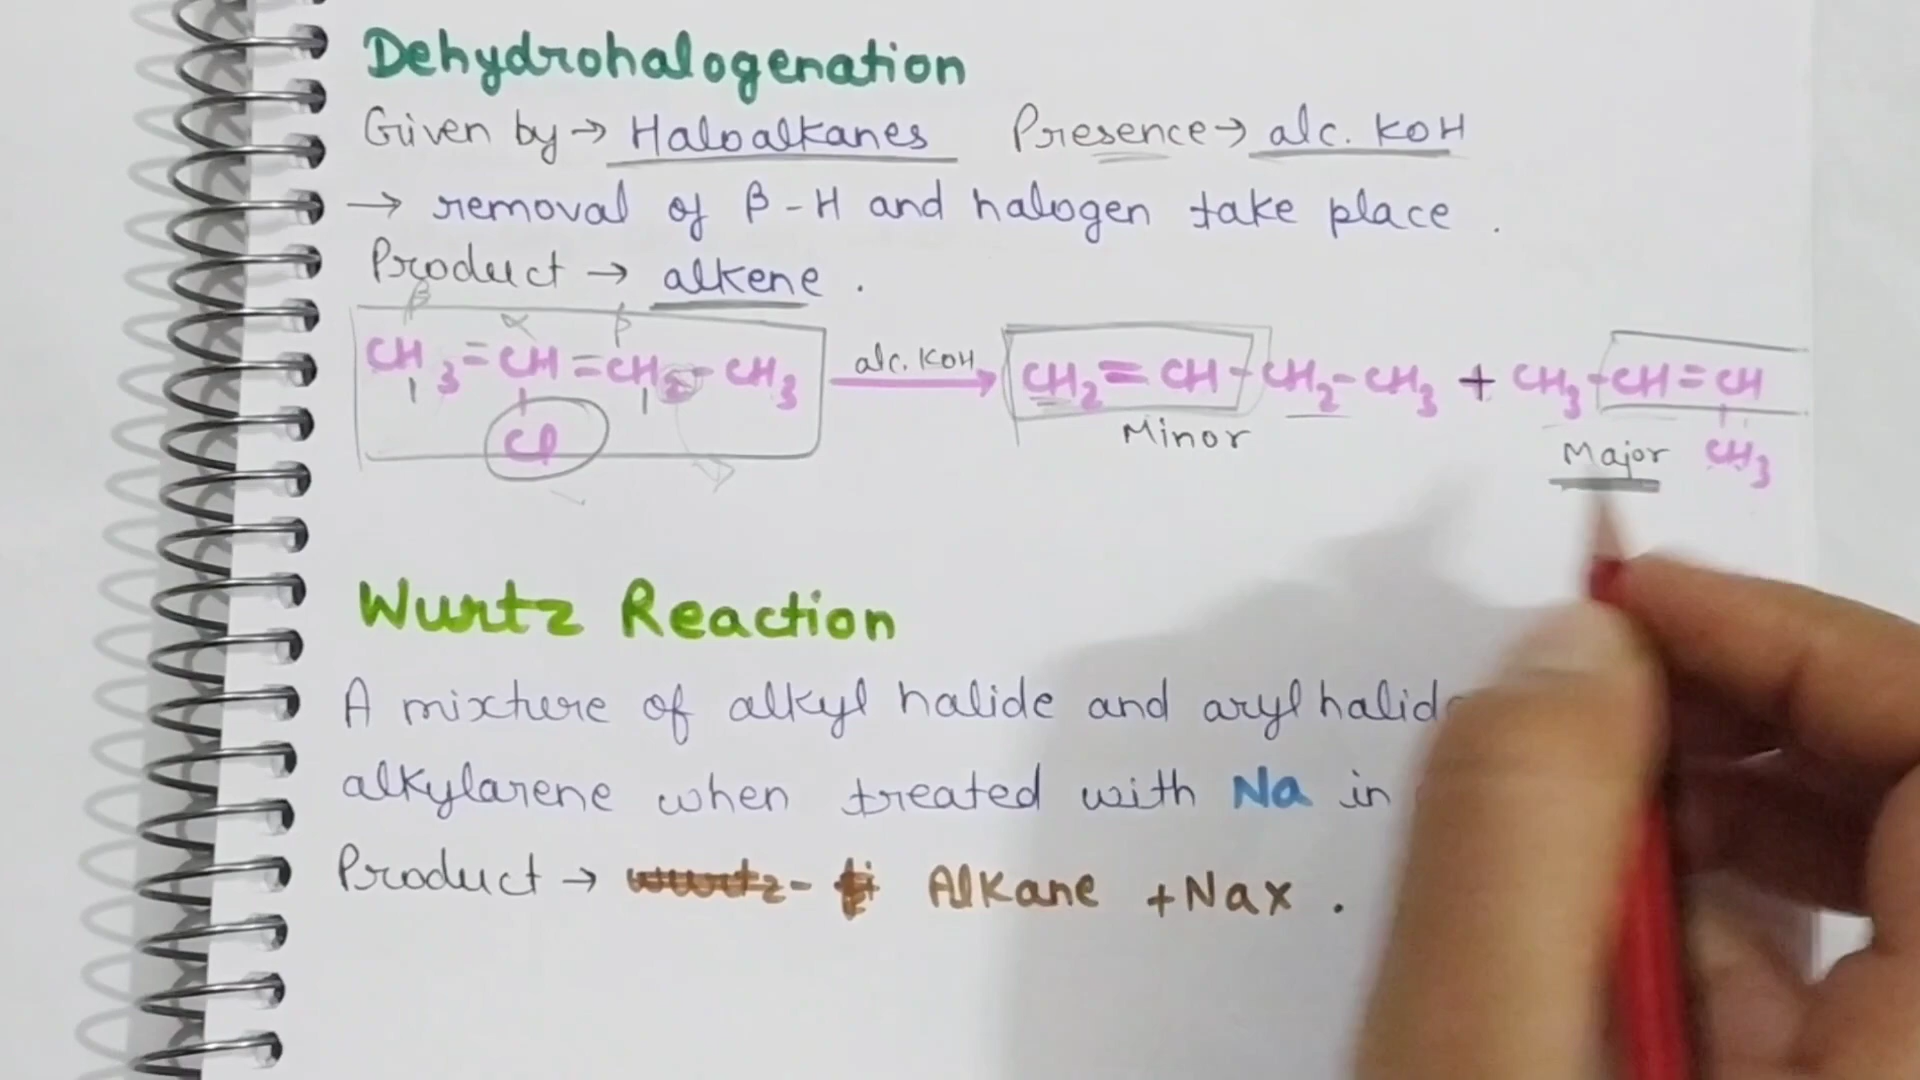 Dehydrohalogenation
Given by → Haloalkanes Presence → alc. KOH
→ removal of β-H and halogen take place .
Product → alkene .
β α β
CH3=CH=CH2-CH3 alc. KOH CH2=CH-CH2-CH3 + CH3-CH=CH
Cl Minor Major CH3
Wurtz Reaction
A mixture of alkyl halide and aryl halid
alkylarene when treated with Na in
Product → Alkane +Nax .